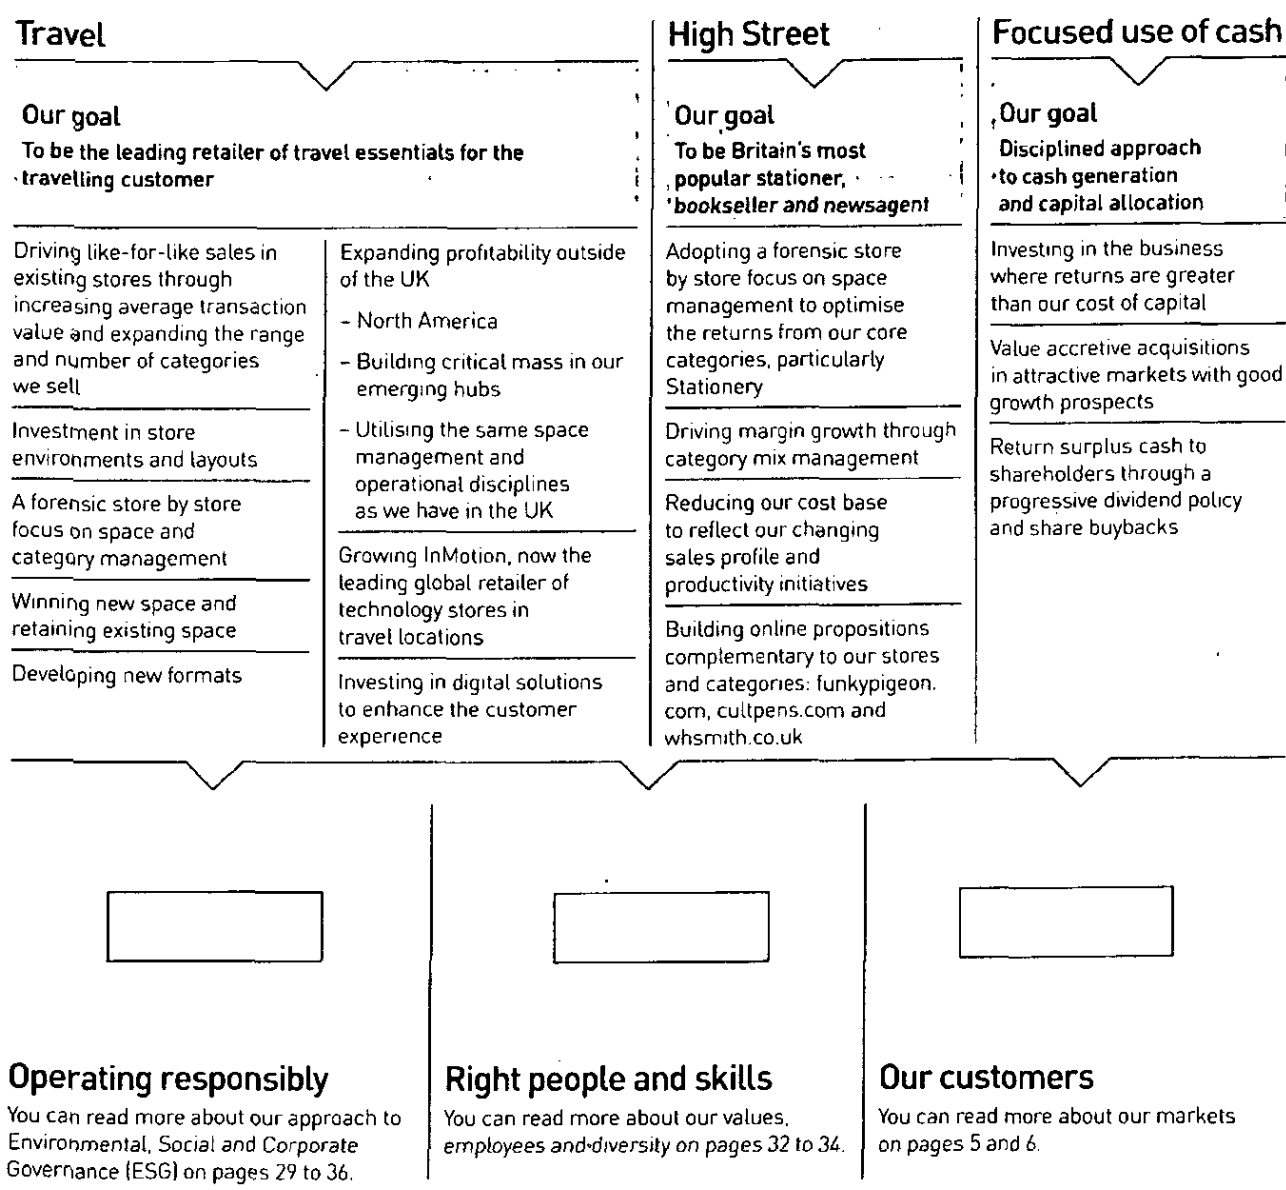 Travel
Our goal
To be the leading retailer of travel essentials for the
travelling customer
Driving like-for-like sales in
existing stores through
increasing average transaction
value and expanding the range
and number of categories
we sell
Investment in store
environments and layouts
A forensic store by store
focus on space and
category management
Winning new space and
retaining existing space
Developing new formats
Expanding profitability outside
of the UK
- North America
- Building critical mass in our
emerging hubs
- Utilising the same space
management and
operational disciplines
as we have in the UK
Growing InMotion, now the
leading global retailer of
technology stores in
travel locations
Investing in digital solutions
to enhance the customer
experience
High Street
Our goal
To be Britain's most
popular stationer,
bookseller and newsagent
Adopting a forensic store
by store focus on space
management to optimise
the returns from our core
categories, particularly
Stationery
Driving margin growth through
category mix management
Reducing our cost base
to reflect our changing
sales profile and
productivity initiatives
Building online propositions
complementary to our stores
and categories: funkypigeon.
com, cultpens.com and
whsmith.co.uk
Focused use of cash
Our goal
Disciplined approach
to cash generation
and capital allocation
Investing in the business
where returns are greater
than our cost of capital
Value accretive acquisitions
in attractive markets with good
growth prospects
Return surplus cash to
shareholders through a
progressive dividend policy
and share buybacks
Operating responsibly
You can read more about our approach to
Environmental, Social and Corporate
Governance (ESG) on pages 29 to 36.
Right people and skills
You can read more about our values,
employees and diversity on pages 32 to 34.
Our customers
You can read more about our markets
on pages 5 and 6.